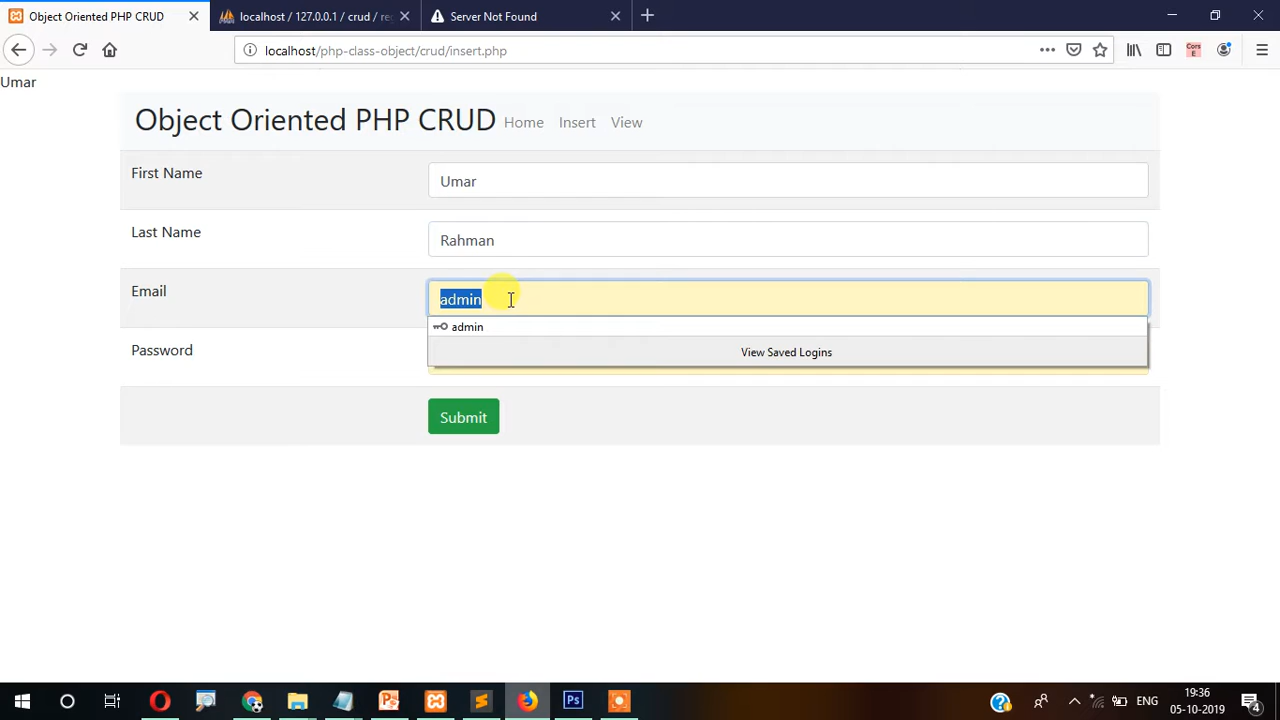 Object Oriented PHP CRUD
localhost / 127.0.0.1 / crud / re
Server Not Found
localhost/php-class-object/crud/insert.php
Cors
E
Umar
Object Oriented PHP CRUD Home Insert View
First Name
Umar
Last Name
Rahman
Email
admin
admin
View Saved Logins
Password
Submit
ENG
19:36
05-10-2019
4